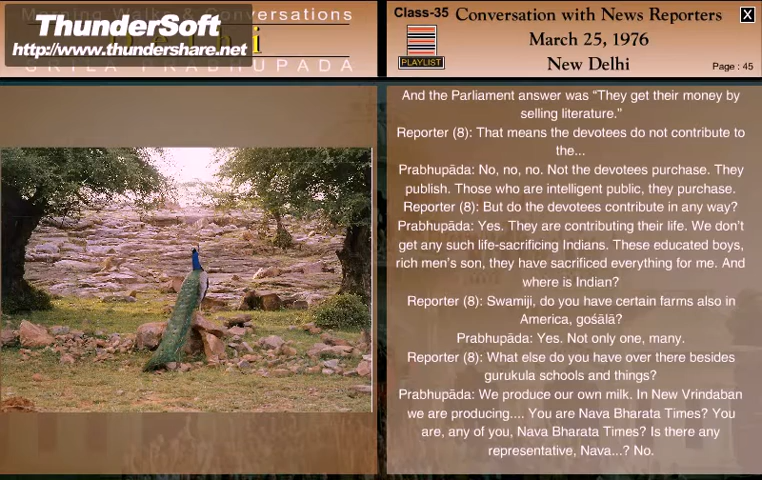 Morning Walks & Conversations
ThunderSoft
http://www.thundershare.net
SRILA PRABHUPADA
Class-35
PLAYLIST
Conversation with News Reporters
March 25, 1976
New Delhi
X
Page : 45
And the Parliament answer was “They get their money by
selling literature.”
Reporter (8): That means the devotees do not contribute to
the...
Prabhupāda: No, no, no. Not the devotees purchase. They
publish. Those who are intelligent public, they purchase.
Reporter (8): But do the devotees contribute in any way?
Prabhupāda: Yes. They are contributing their life. We don't
get any such life-sacrificing Indians. These educated boys,
rich men's son, they have sacrificed everything for me. And
where is Indian?
Reporter (8): Swamiji, do you have certain farms also in
America, gośālā?
Prabhupāda: Yes. Not only one, many.
Reporter (8): What else do you have over there besides
gurukula schools and things?
Prabhupāda: We produce our own milk. In New Vrindaban
we are producing.... You are Nava Bharata Times? You
are, any of you, Nava Bharata Times? Is there any
representative, Nava...? No.